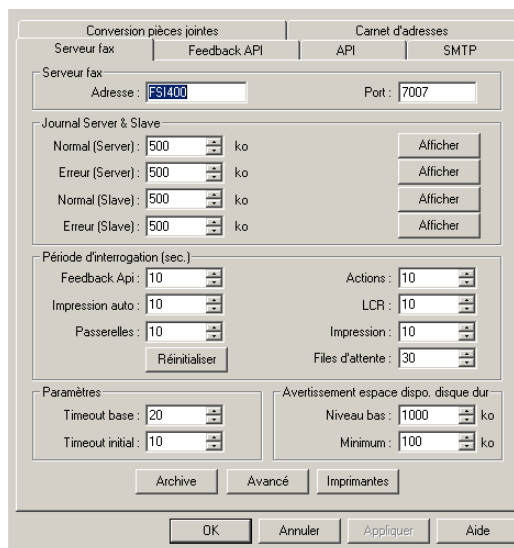 Conversion pièces jointes Carnet d'adresses
Serveur fax Feedback API API SMTP
Serveur fax
Adresse : FSI400 Port : 7007
Journal Server & Slave
Normal (Server) : 500 ko Afficher
Erreur (Server) : 500 ko Afficher
Normal (Slave) : 500 ko Afficher
Erreur (Slave) : 500 ko Afficher
Période d'interrogation (sec.)
Feedback Api : 10 Actions : 10
Impression auto : 10 LCR : 10
Passerelles : 10 Impression : 10
Réinitialiser Files d'attente : 30
Paramètres Avertissement espace dispo. disque dur
Timeout base : 20 Niveau bas : 1000 ko
Timeout initial : 10 Minimum : 100 ko
Archive Avancé Imprimantes
OK Annuler Appliquer Aide